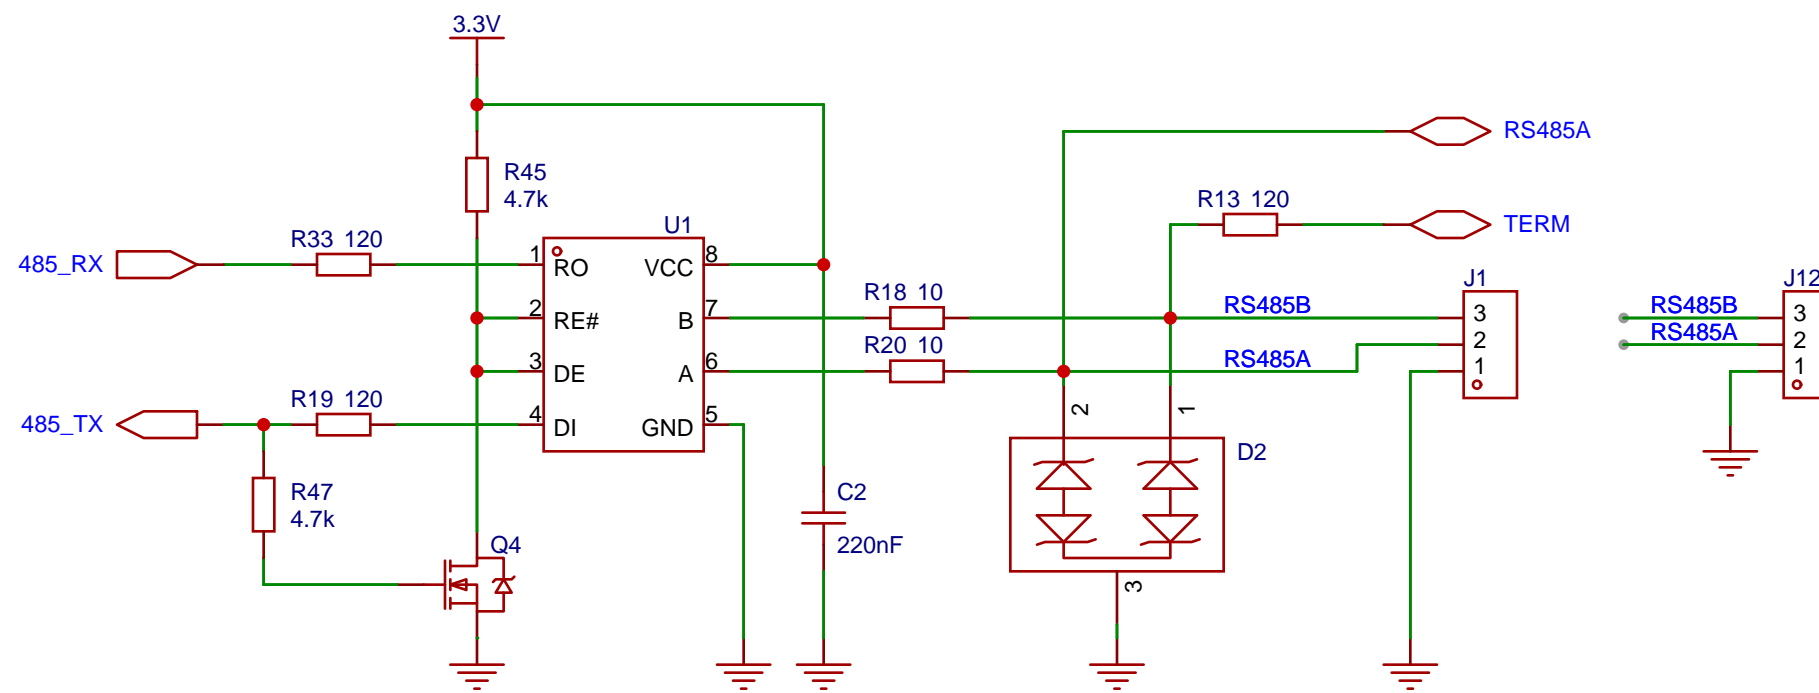 3.3V
RS485A
R45
4.7k
R13 120
TERM
U1
R33 120
485_RX
1
RO
VCC
8
R18 10
J1
J12
2
RE#
B
7
RS485B
3
RS485B
3
R20 10
2
RS485A
2
3
DE
A
6
RS485A
1
1
R19 120
485_TX
4
DI
GND
5
2
1
D2
R47
4.7k
C2
220nF
Q4
3